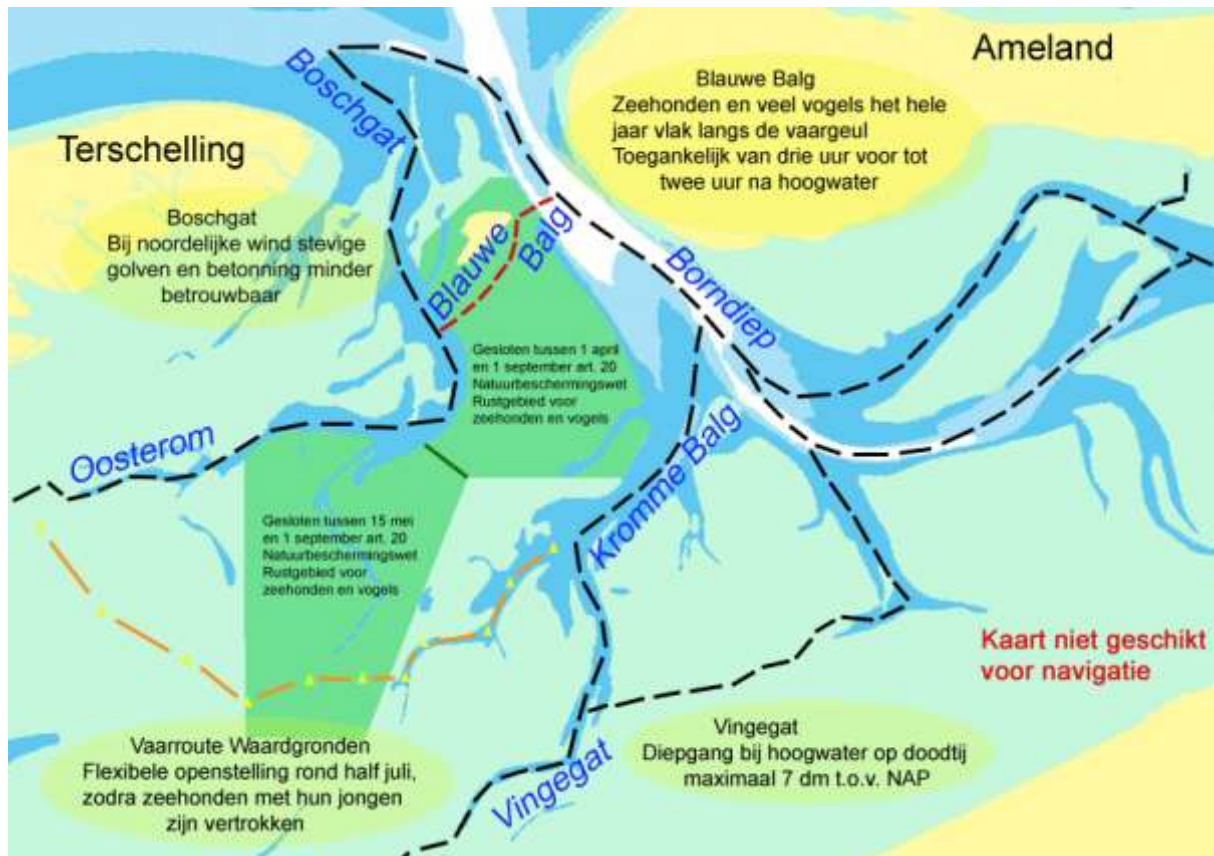 Ameland
Boschgat
Blauwe Balg
Zeehonden en veel vogels het hele
jaar vlak langs de vaargeul
Toegankelijk van drie uur voor tot
twee uur na hoogwater
Terschelling
Boschgat
Bij noordelijke wind stevige
golven en betonning minder
betrouwbaar
Blauwe
Balg
Borndiep
Gesloten tussen 1 april
en 1 september art. 20
Natuurbeschermingswet
Rustgebied voor
zeehonden en vogels
Oosterom
Kromme Balg
Gesloten tussen 15 mei
en 1 september art. 20
Natuurbeschermingswet
Rustgebied voor
zeehonden en vogels
Kaart niet geschikt
voor navigatie
Vaarroute Waardgronden
Flexibele openstelling rond half juli,
zodra zeehonden met hun jongen
zijn vertrokken
Vingegat
Vingegat
Diepgang bij hoogwater op doodtij
maximaal 7 dm t.o.v. NAP